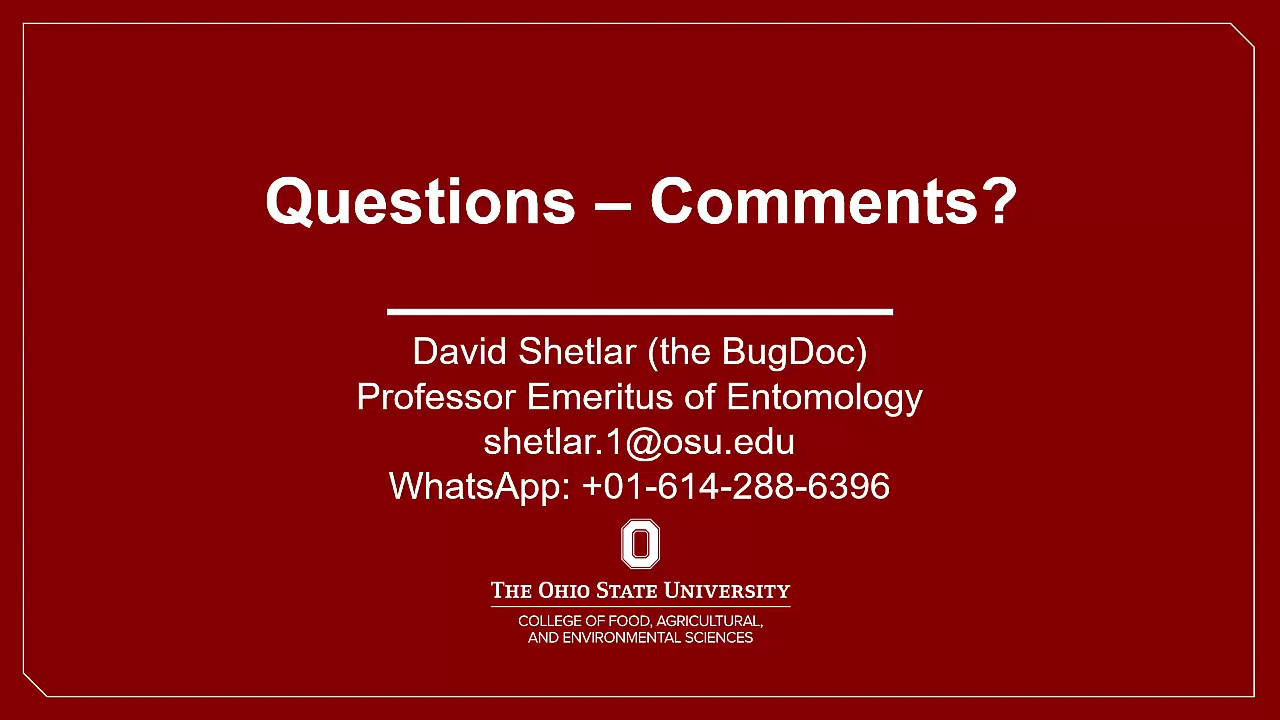 Questions – Comments?
David Shetlar (the BugDoc)
Professor Emeritus of Entomology
shetlar.1@osu.edu
WhatsApp: +01-614-288-6396
THE OHIO STATE UNIVERSITY
COLLEGE OF FOOD, AGRICULTURAL,
AND ENVIRONMENTAL SCIENCES